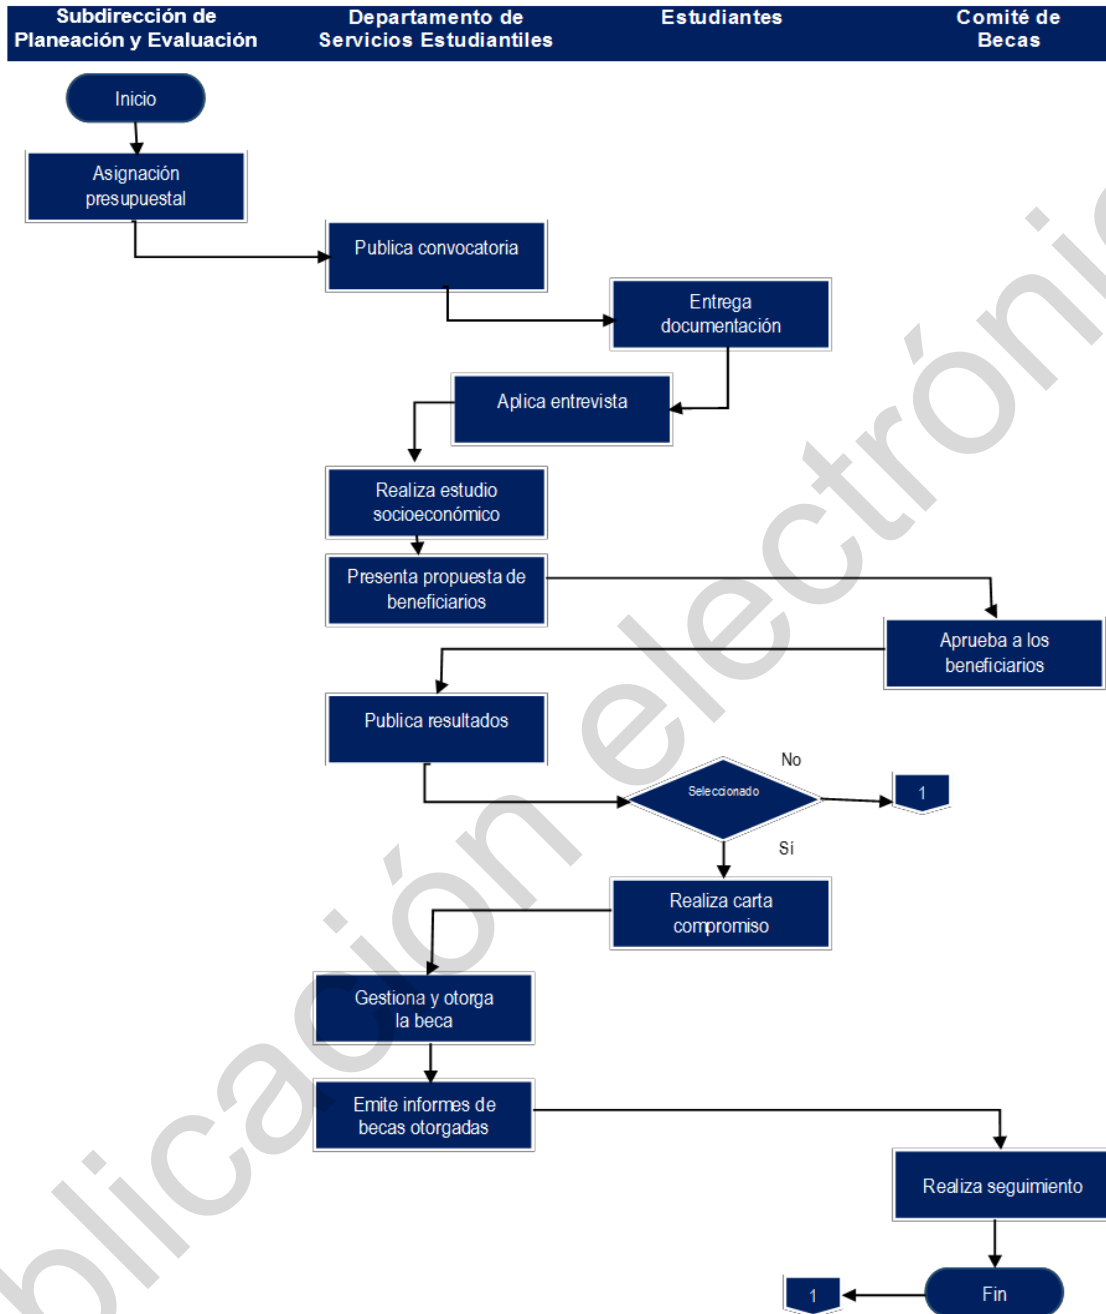 Subdirección de
Planeación y Evaluación
Departamento de
Servicios Estudiantiles
Estudiantes
Comité de
Becas
Inicio
Asignación
presupuestal
Publica convocatoria
Entrega
documentación
Aplica entrevista
Realiza estudio
socioeconómico
Presenta propuesta de
beneficiarios
Aprueba a los
beneficiarios
Publica resultados
No
Seleccionado
1
Sí
Realiza carta
compromiso
Gestiona y otorga
la beca
Emite informes de
becas otorgadas
Realiza seguimiento
Fin
1
blicación electrónic